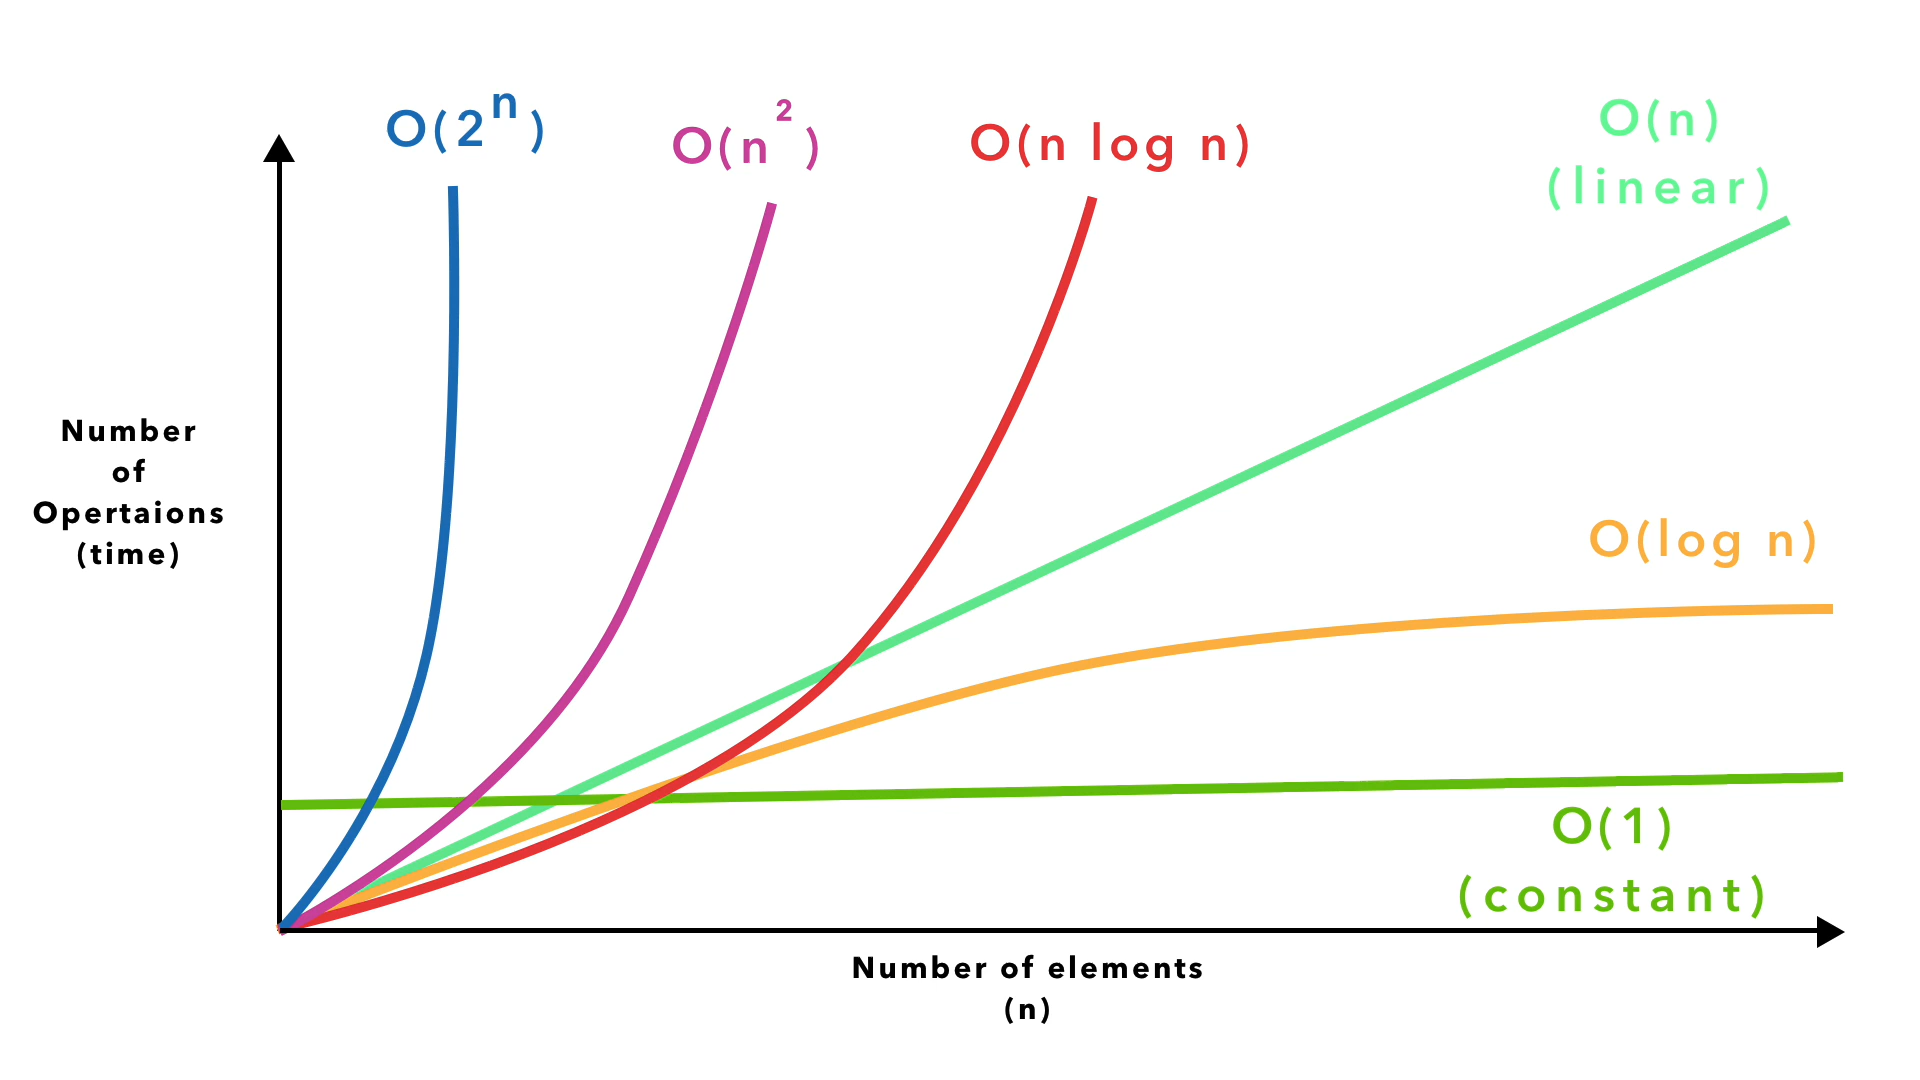 O(2ⁿ)
O(n²)
O(n log n)
O(n)
(linear)
Number
of
Opertaions
(time)
O(log n)
O(1)
(constant)
Number of elements
(n)